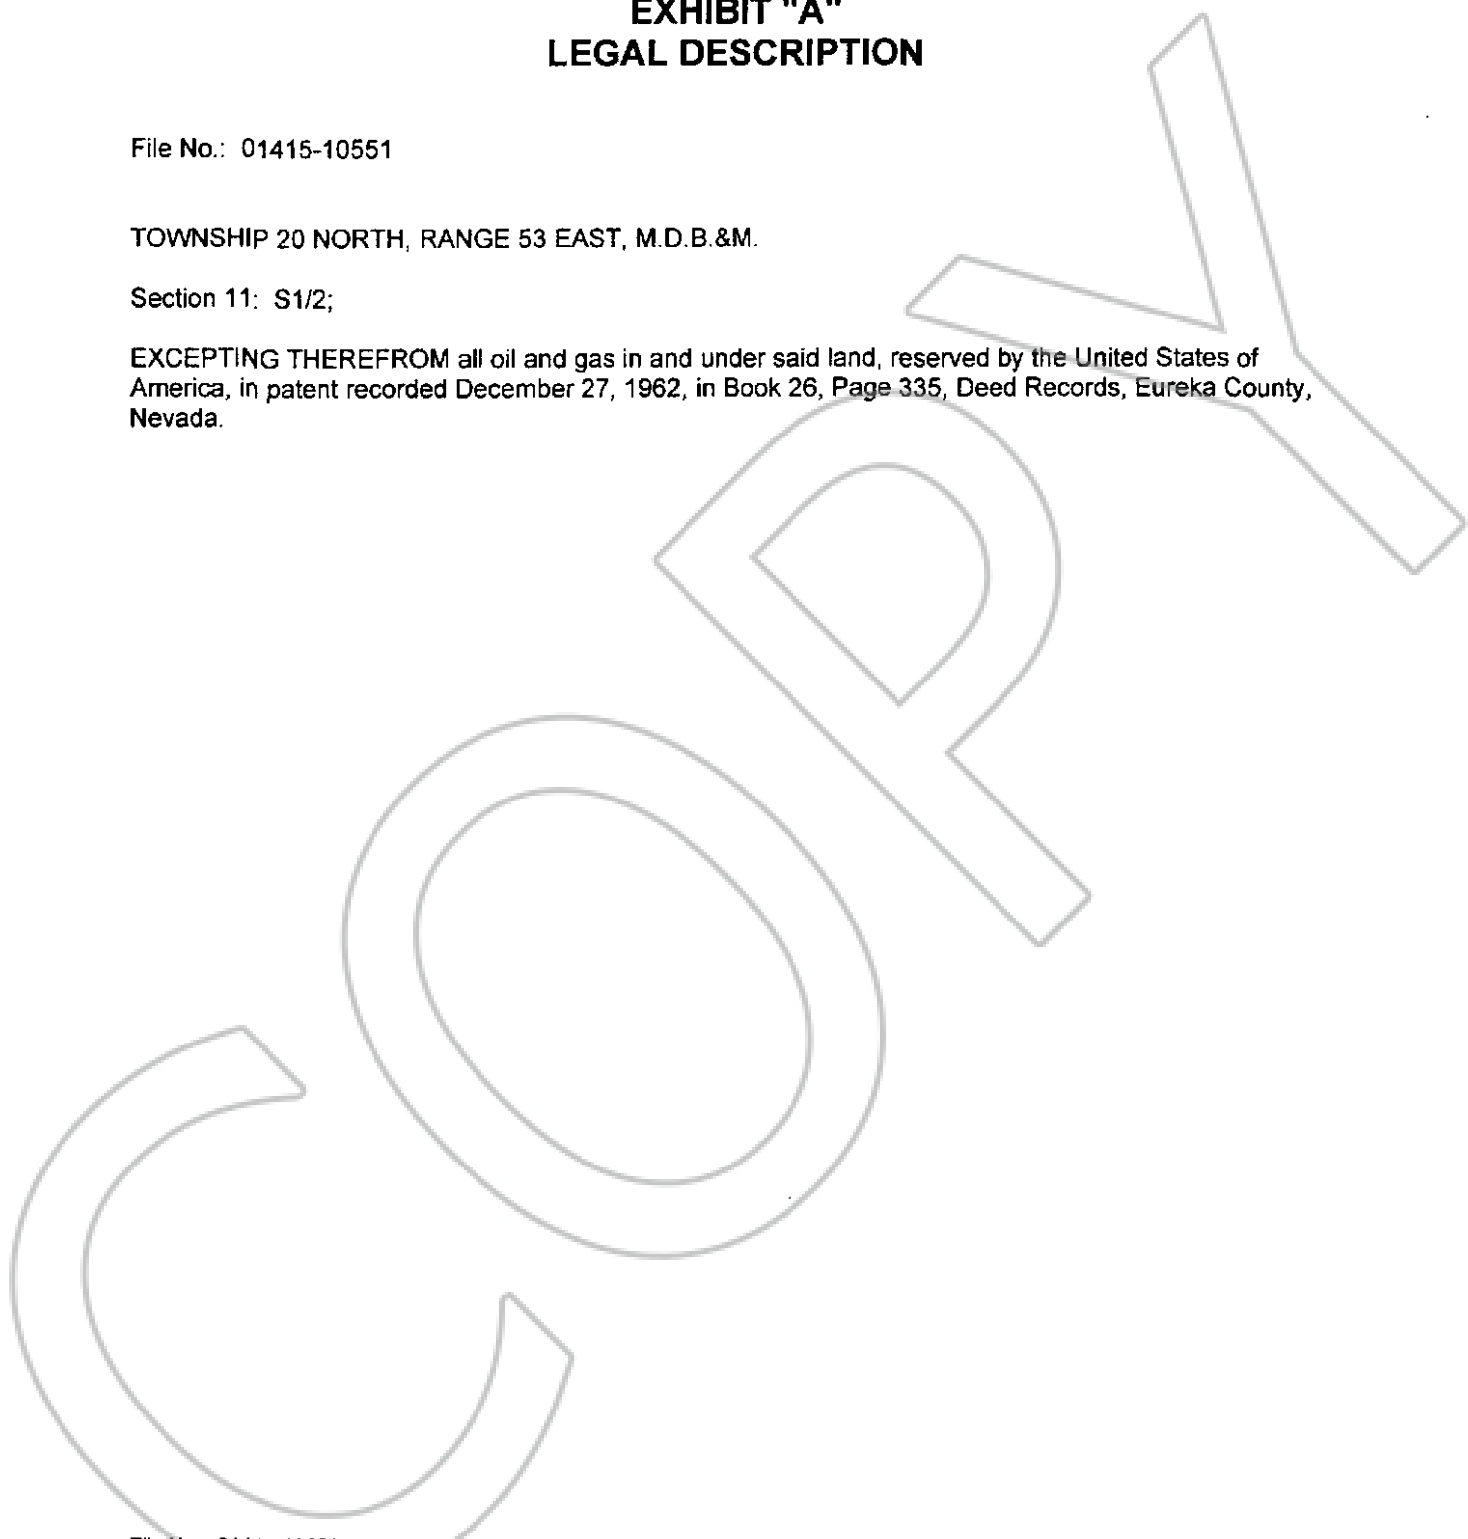 EXHIBIT "A"
LEGAL DESCRIPTION
File No.: 01415-10551
TOWNSHIP 20 NORTH, RANGE 53 EAST, M.D.B.&M.
Section 11: S1/2;
EXCEPTING THEREFROM all oil and gas in and under said land, reserved by the United States of
America, in patent recorded December 27, 1962, in Book 26, Page 335, Deed Records, Eureka County,
Nevada.
COPY